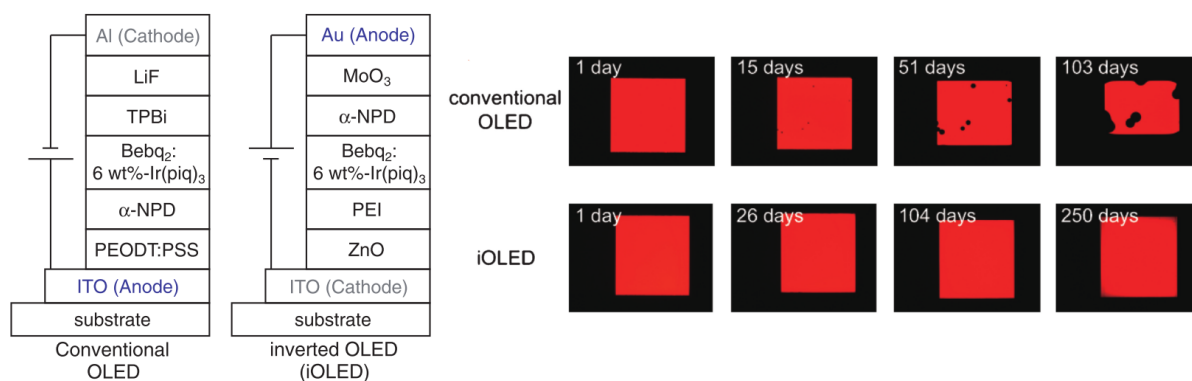 Al (Cathode)
LiF
TPBi
Bebq₂:
6 wt%-Ir(piq)₃
α-NPD
PEODT:PSS
ITO (Anode)
substrate
Conventional
OLED
Au (Anode)
MoO₃
α-NPD
Bebq₂:
6 wt%-Ir(piq)₃
PEI
ZnO
ITO (Cathode)
substrate
inverted OLED
(iOLED)
conventional
OLED
1 day
15 days
51 days
103 days
iOLED
1 day
26 days
104 days
250 days